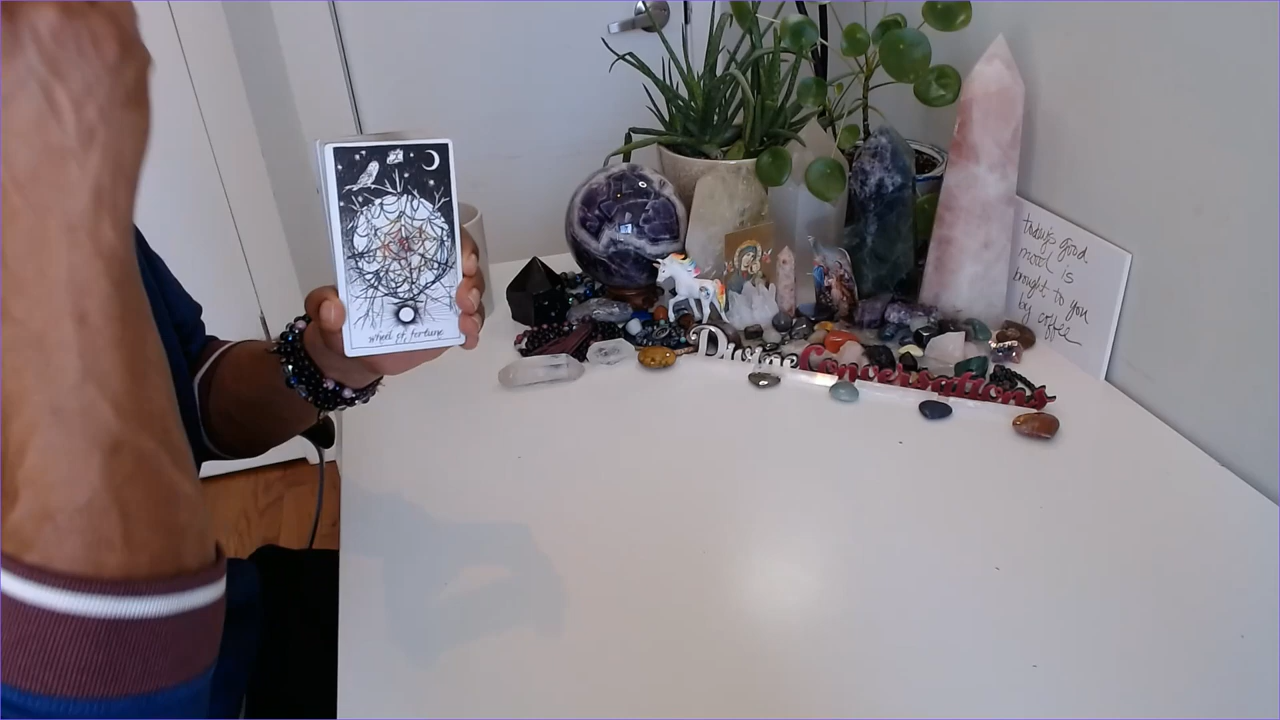 wheel of fortune
Divine Conversations
today's good
mood is
brought to you
by coffee